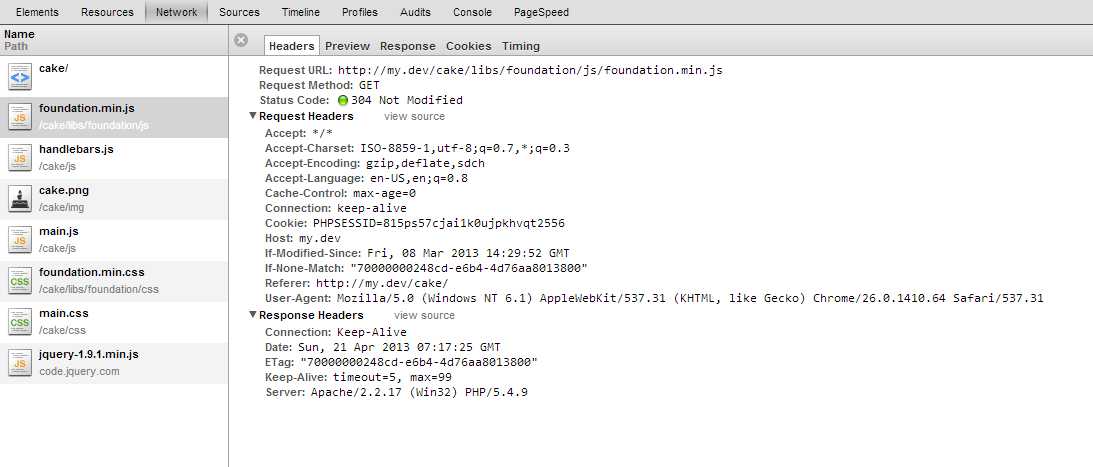 Elements Resources Network Sources Timeline Profiles Audits Console PageSpeed
Name
Path
cake/
foundation.min.js
/cake/libs/foundation/js
handlebars.js
/cake/js
cake.png
/cake/img
main.js
/cake/js
foundation.min.css
/cake/libs/foundation/css
main.css
/cake/css
jquery-1.9.1.min.js
code.jquery.com
Headers Preview Response Cookies Timing
Request URL: http://my.dev/cake/libs/foundation/js/foundation.min.js
Request Method: GET
Status Code: 304 Not Modified
Request Headers view source
Accept: */*
Accept-Charset: ISO-8859-1,utf-8;q=0.7,*;q=0.3
Accept-Encoding: gzip,deflate,sdch
Accept-Language: en-US,en;q=0.8
Cache-Control: max-age=0
Connection: keep-alive
Cookie: PHPSESSID=815ps57cjai1k0ujpkhvqt2556
Host: my.dev
If-Modified-Since: Fri, 08 Mar 2013 14:29:52 GMT
If-None-Match: "70000000248cd-e6b4-4d76aa8013800"
Referer: http://my.dev/cake/
User-Agent: Mozilla/5.0 (Windows NT 6.1) AppleWebKit/537.31 (KHTML, like Gecko) Chrome/26.0.1410.64 Safari/537.31
Response Headers view source
Connection: Keep-Alive
Date: Sun, 21 Apr 2013 07:17:25 GMT
ETag: "70000000248cd-e6b4-4d76aa8013800"
Keep-Alive: timeout=5, max=99
Server: Apache/2.2.17 (Win32) PHP/5.4.9